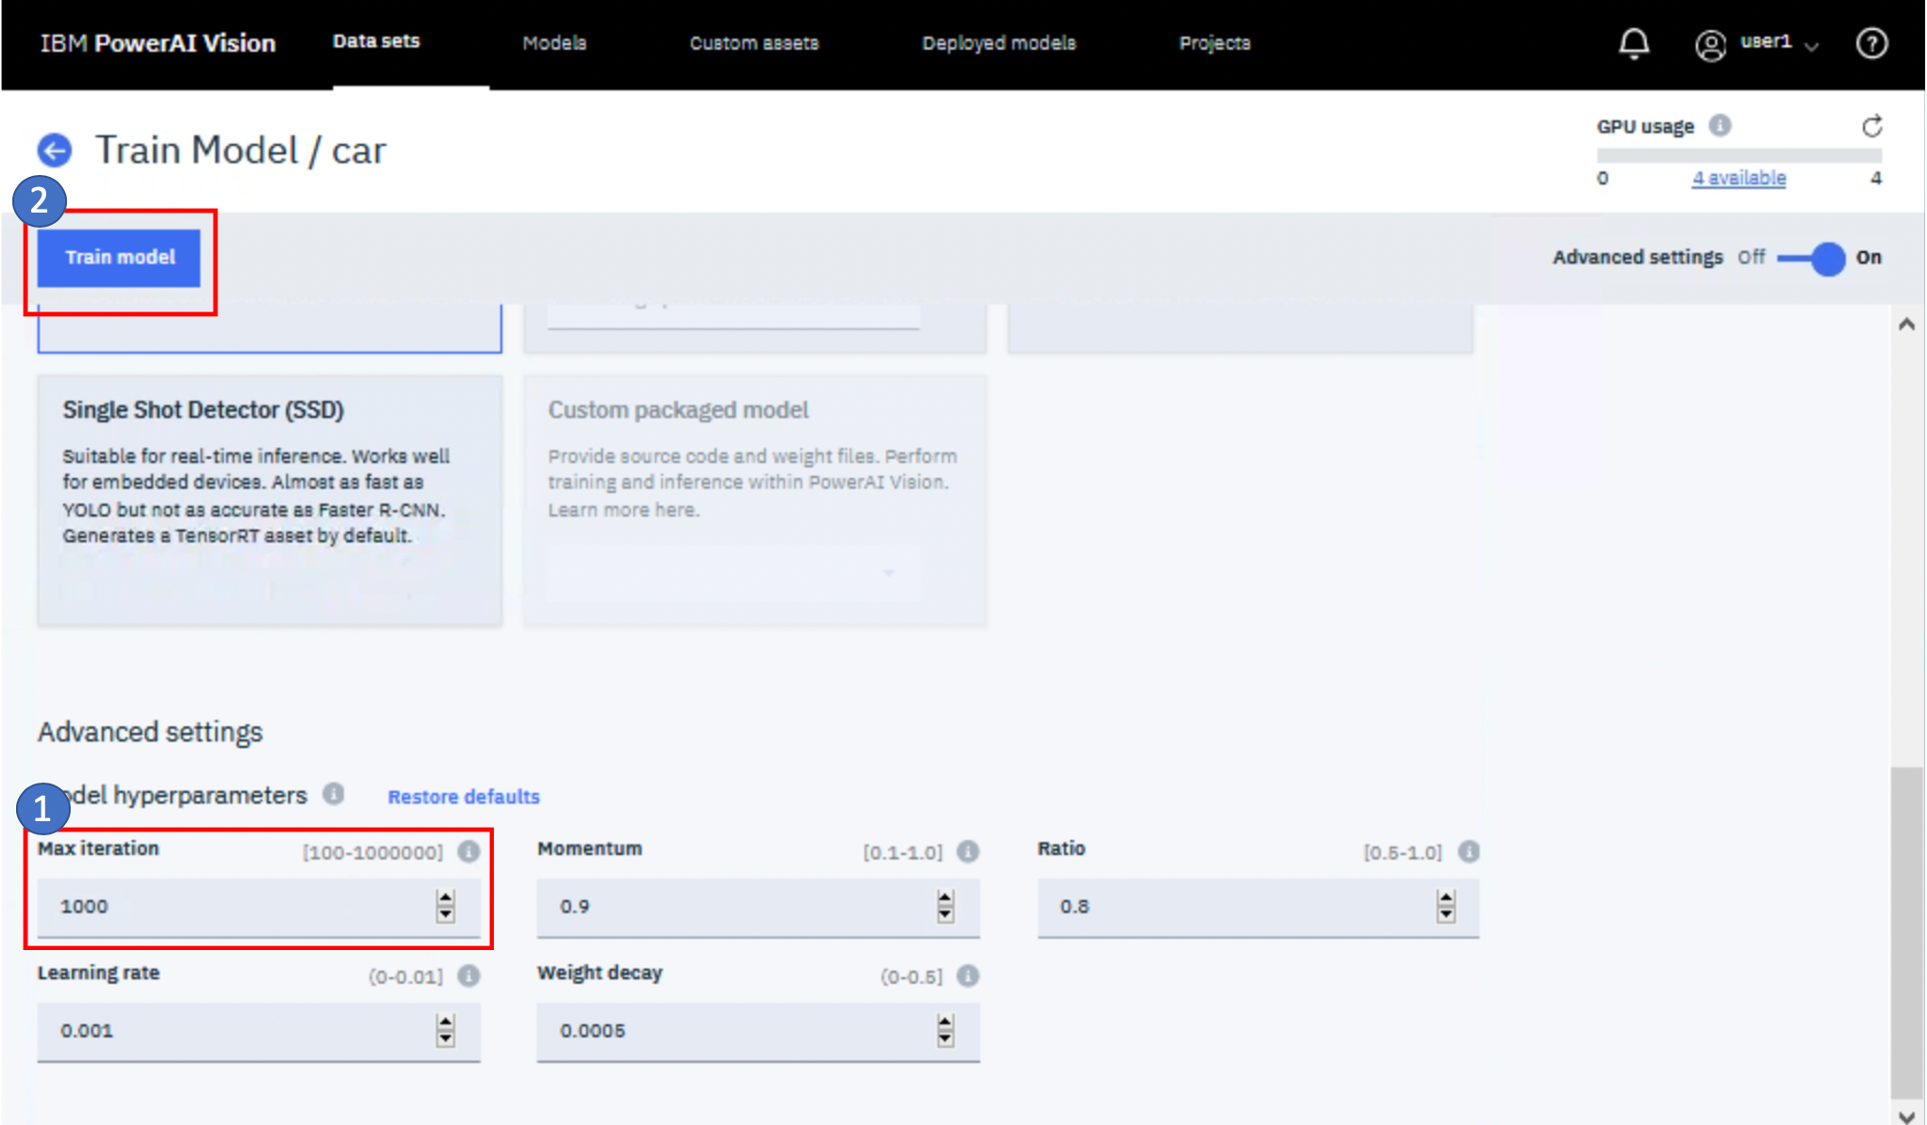 IBM PowerAI Vision Data sets Models Custom assets Deployed models Projects user1
Train Model / car
GPU usage
0 4 available 4
2
Train model
Advanced settings Off On
Single Shot Detector (SSD)
Suitable for real-time inference. Works well
for embedded devices. Almost as fast as
YOLO but not as accurate as Faster R-CNN.
Generates a TensorRT asset by default.
Custom packaged model
Provide source code and weight files. Perform
training and inference within PowerAI Vision.
Learn more here.
Advanced settings
1
odel hyperparameters Restore defaults
Max iteration [100-1000000]
1000
Momentum [0.1-1.0]
0.9
Ratio [0.5-1.0]
0.8
Learning rate (0-0.01]
0.001
Weight decay (0-0.5]
0.0005